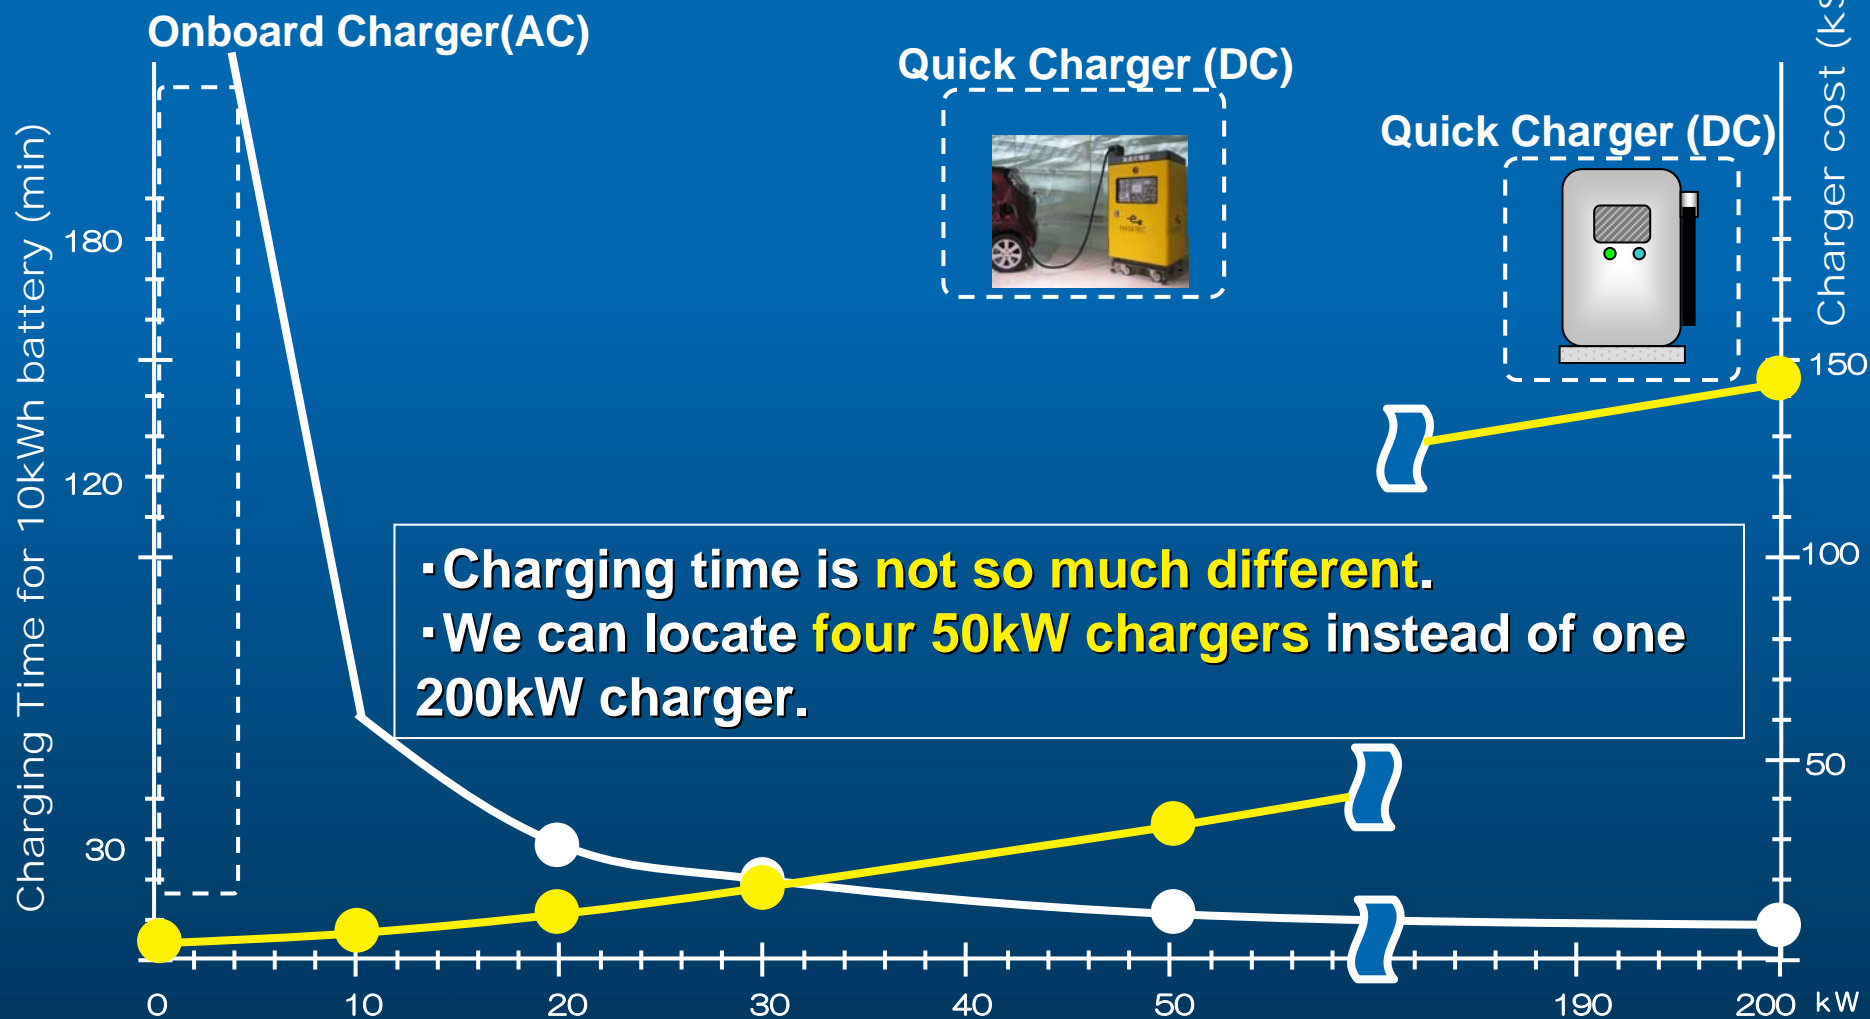 Onboard Charger(AC)
Quick Charger (DC)
Quick Charger (DC)
Charging Time for 10kWh battery (min)
180
120
30
Charger cost (k$
150
100
50
･Charging time is not so much different.
･We can locate four 50kW chargers instead of one
200kW charger.
0 10 20 30 40 50 190 200 kW